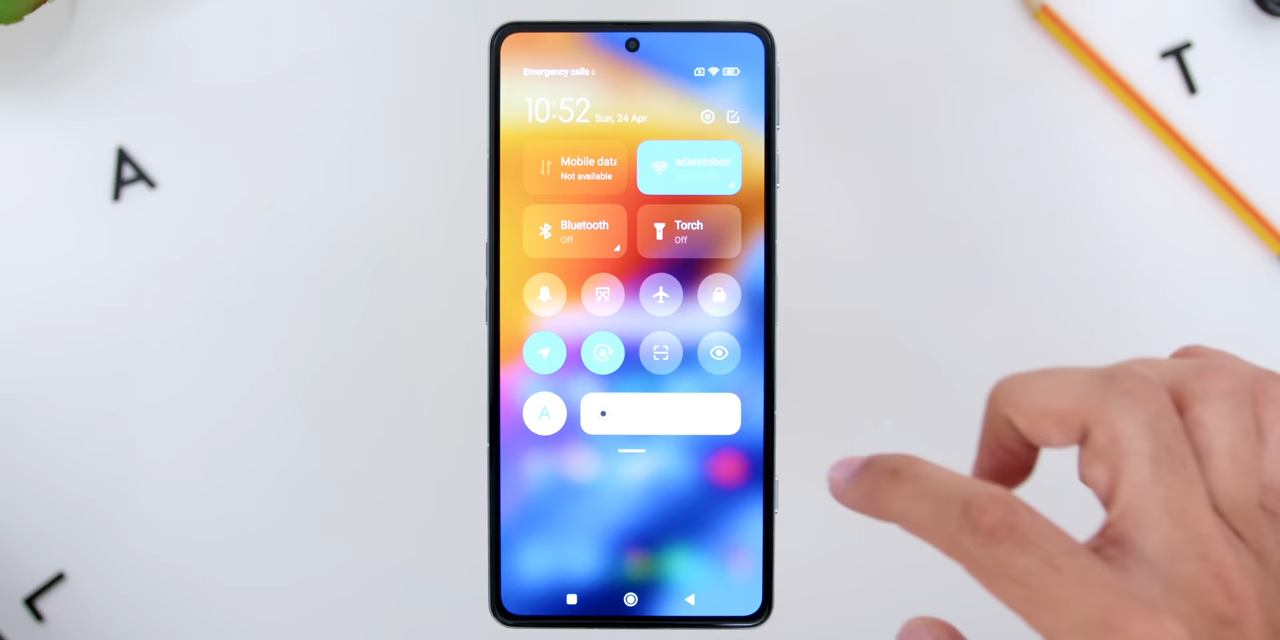 Emergency calls
10:52 Sun, 24 Apr
Mobile data
Not available
Bluetooth
Off
Torch
Off
A
A
T
L